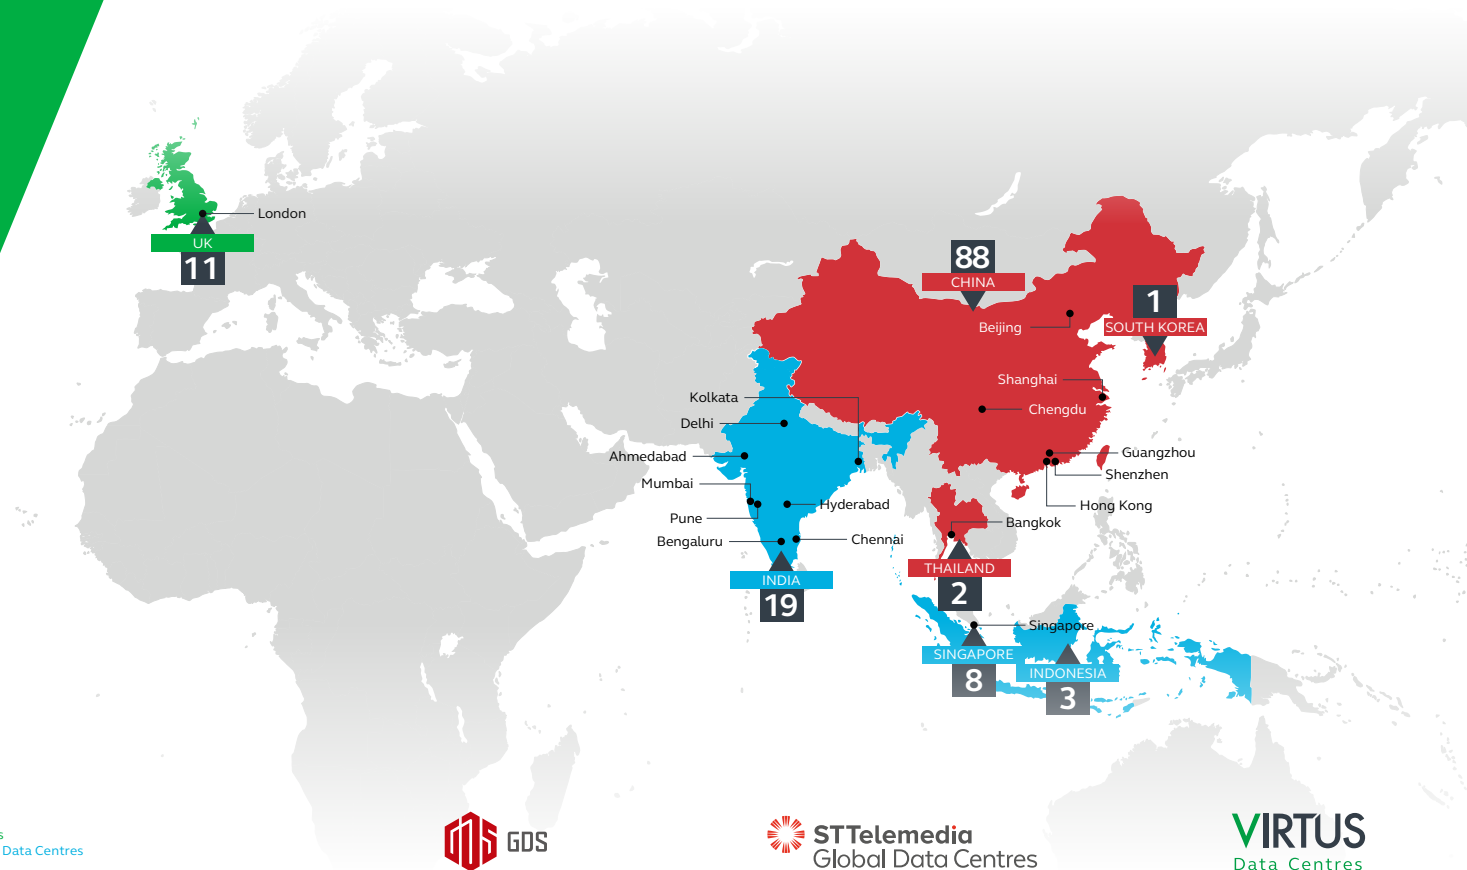 London
UK
11
88
CHINA
1
SOUTH KOREA
Beijing
Shanghai
Chengdu
Kolkata
Delhi
Ahmedabad
Mumbai
Pune
Bengaluru
Hyderabad
Chennai
INDIA
19
Guangzhou
Shenzhen
Hong Kong
Bangkok
THAILAND
2
Singapore
SINGAPORE
8
INDONESIA
3
s
Data Centres
GDS GDS
STTelemedia
Global Data Centres
VIRTUS
Data Centres